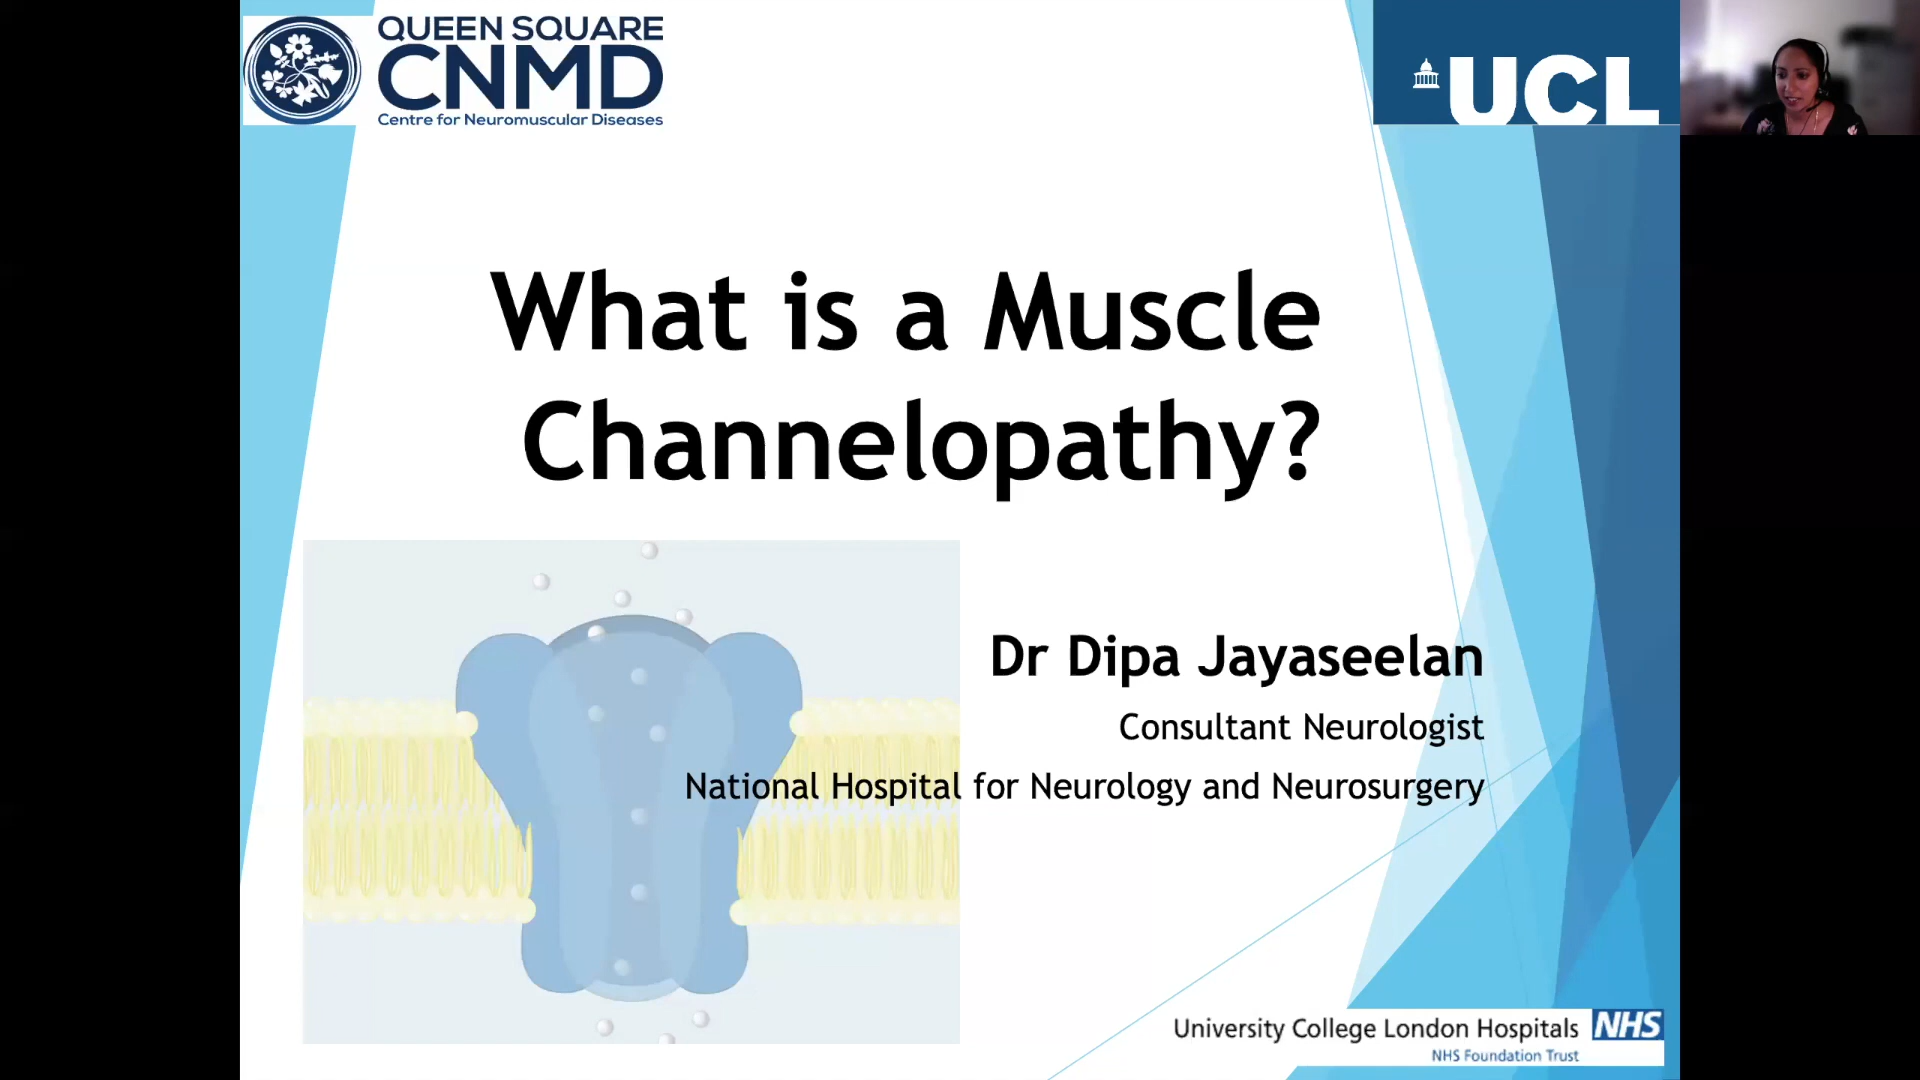 QUEEN SQUARE
CNMD
Centre for Neuromuscular Diseases
UCL
What is a Muscle
Channelopathy?
Dr Dipa Jayaseelan
Consultant Neurologist
National Hospital for Neurology and Neurosurgery
University College London Hospitals NHS
NHS Foundation Trust